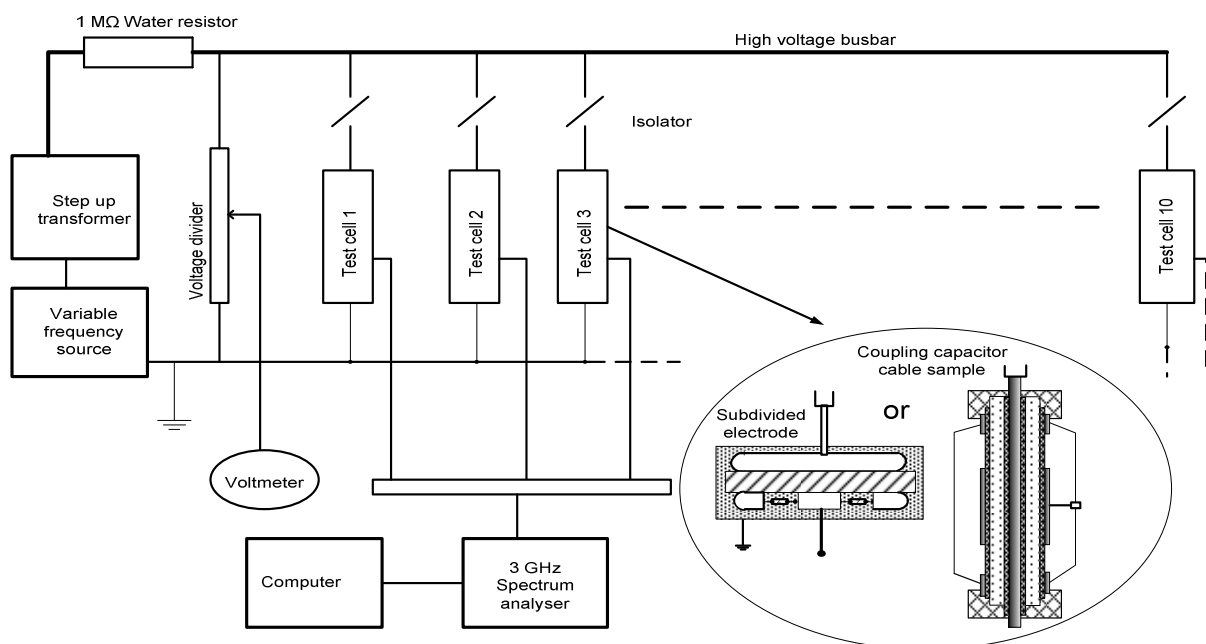 1 MΩ Water resistor
High voltage busbar
Isolator
Step up
transformer
Voltage divider
Test cell 1
Test cell 2
Test cell 3
Test cell 10
Variable
frequency
source
Coupling capacitor
cable sample
or
Subdivided
electrode
Voltmeter
Computer
3 GHz
Spectrum
analyser